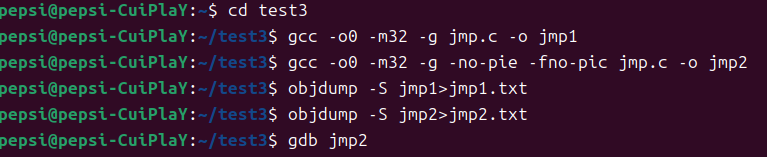 pepsi@pepsi-CuiPlaY:~$ cd test3
pepsi@pepsi-CuiPlaY:~/test3$ gcc -o0 -m32 -g jmp.c -o jmp1
pepsi@pepsi-CuiPlaY:~/test3$ gcc -o0 -m32 -g -no-pie -fno-pic jmp.c -o jmp2
pepsi@pepsi-CuiPlaY:~/test3$ objdump -S jmp1>jmp1.txt
pepsi@pepsi-CuiPlaY:~/test3$ objdump -S jmp2>jmp2.txt
pepsi@pepsi-CuiPlaY:~/test3$ gdb jmp2